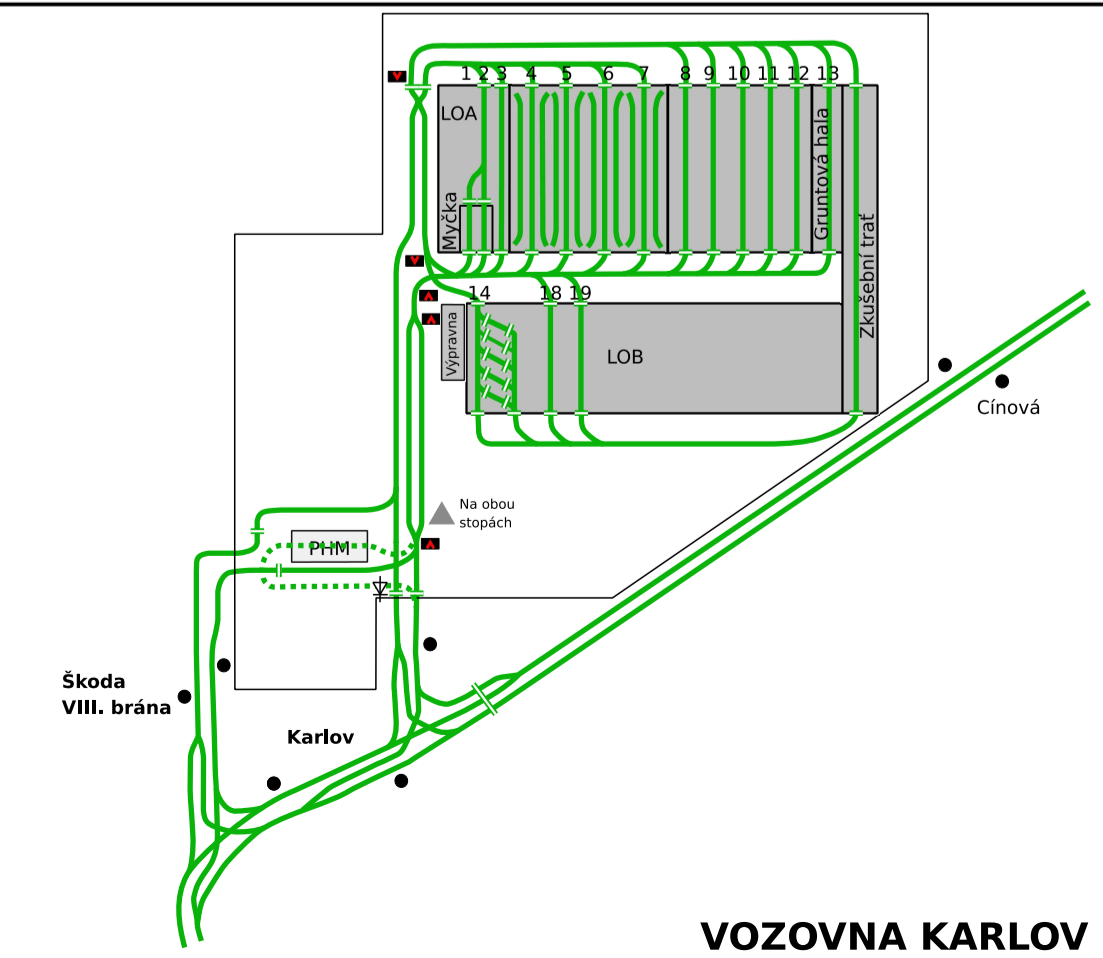 1 2 3 4 5 6 7 8 9 10 11 12 13
LOA
Myčka
Gruntová hala
Zkušební trať
14 18 19
Výpravna
LOB
Cínová
Na obou
stopách
PHM
Škoda
VIII. brána
Karlov
VOZOVNA KARLOV